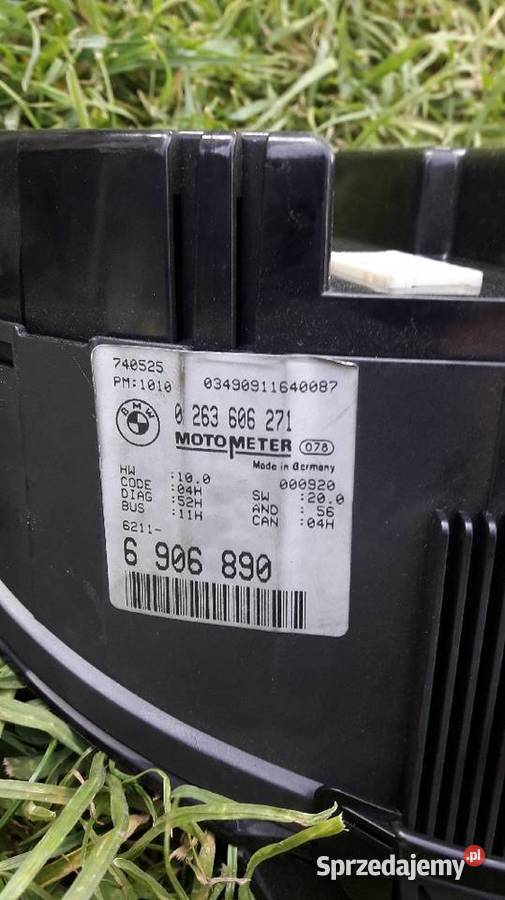 740525
PM:1010 03490911640087
BMW 0 263 606 271
MOTOMETER 078
Made in Germany
HW :10.0 000920
CODE :04H SW :20.0
DIAG :52H AND : 56
BUS :11H CAN :04H
6211-
6 906 890
Sprzedajemy.pl